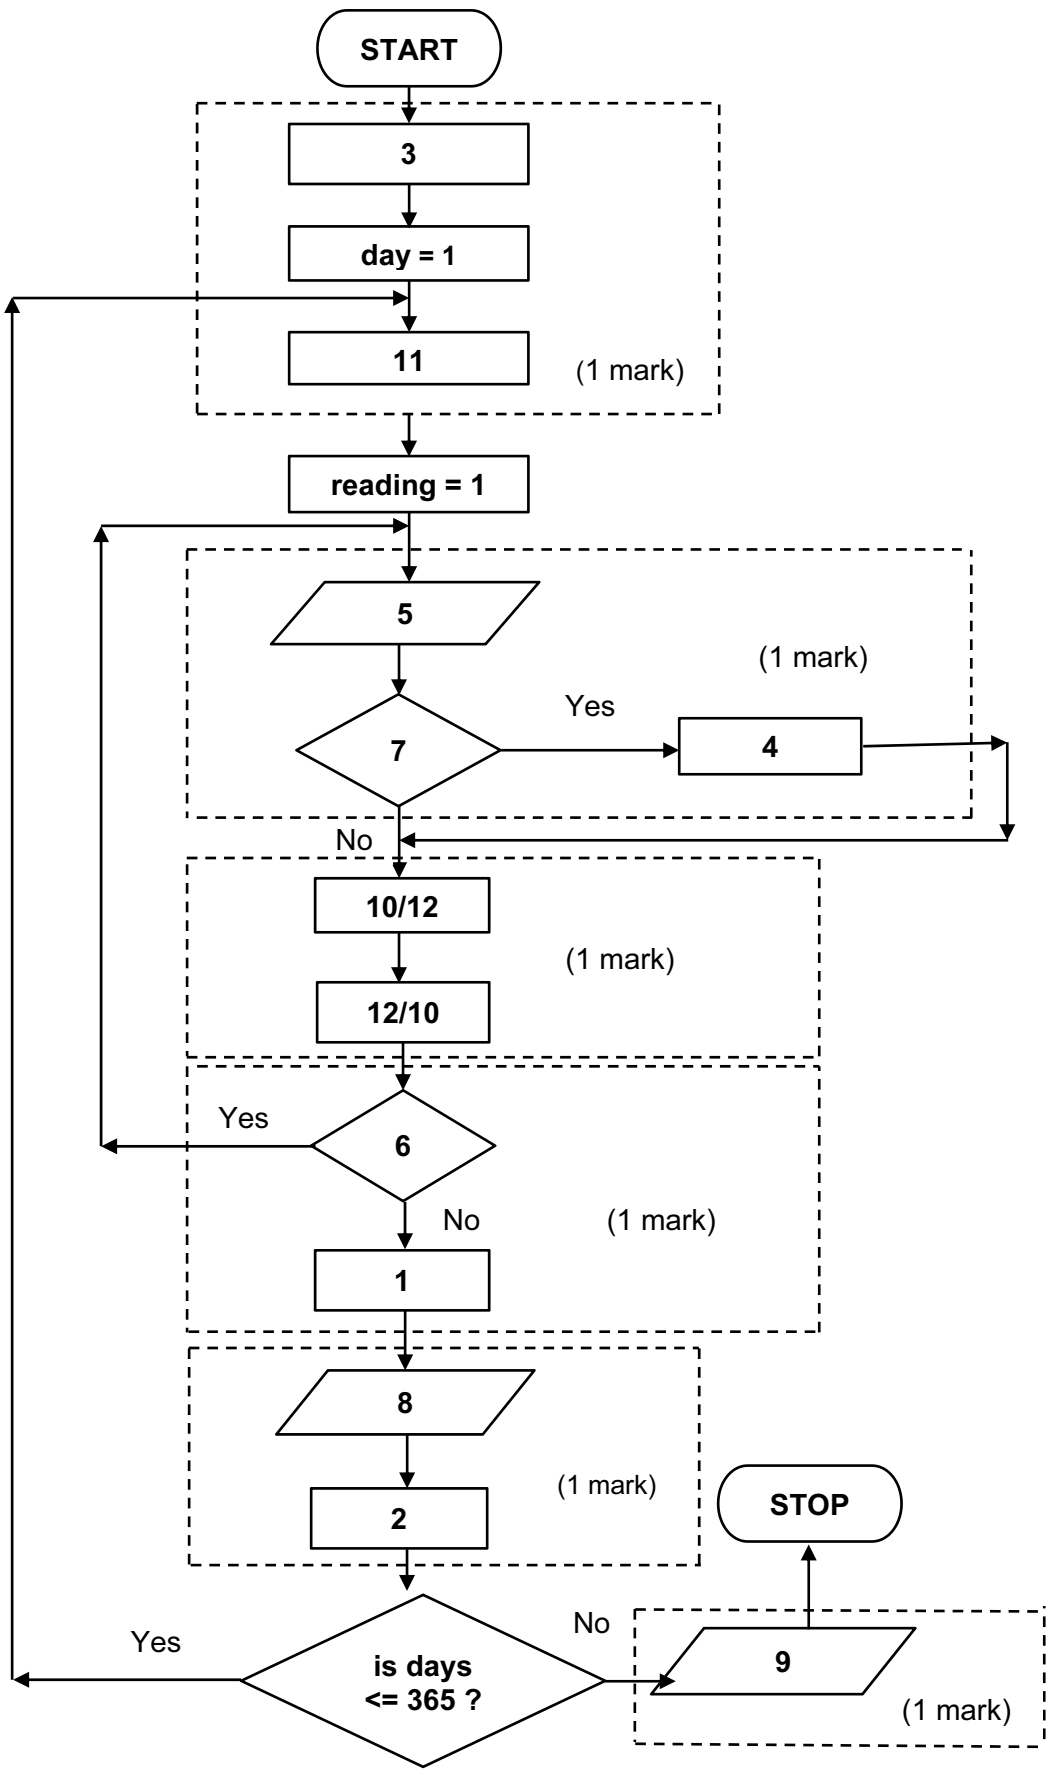 START
3
day = 1
11
(1 mark)
reading = 1
5
(1 mark)
Yes
7
4
No
10/12
(1 mark)
12/10
Yes
6
No
(1 mark)
1
8
(1 mark)
STOP
2
No
Yes
is days
<= 365 ?
9
(1 mark)